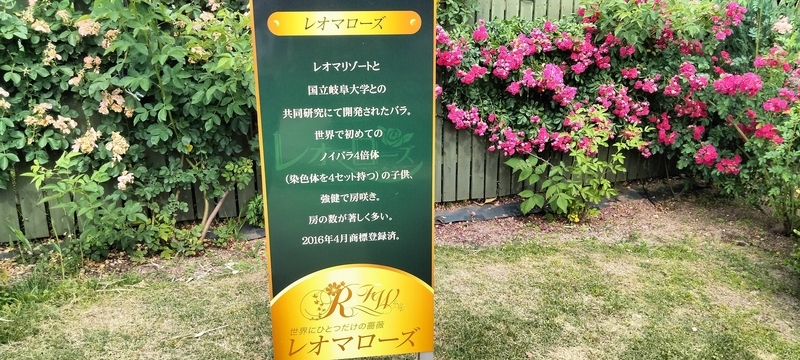 レオマローズ
レオマリゾートと
国立岐阜大学との
共同研究にて開発されたバラ。
世界で初めての
ノイバラ4倍体
(染色体を4セット持つ)の子供、
強健で房咲き。
房の数が著しく多い。
2016年4月商標登録済。
R
世界にひとつだけの薔薇
レオマローズ